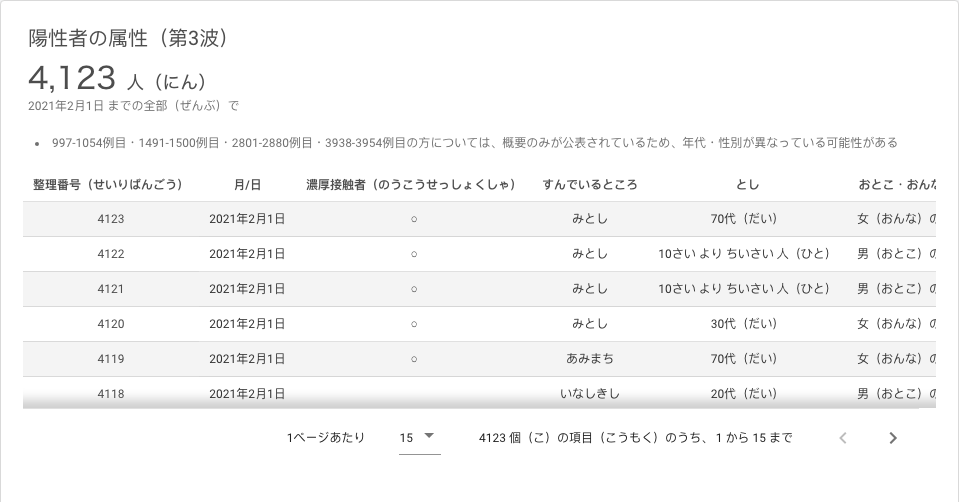 陽性者の属性（第3波）
4,123 人（にん）
2021年2月1日 までの全部（ぜんぶ）で
• 997-1054例目・1491-1500例目・2801-2880例目・3938-3954例目の方については、概要のみが公表されているため、年代・性別が異なっている可能性がある
整理番号（せいりばんごう） 月/日 濃厚接触者（のうこうせっしょくしゃ） すんでいるところ とし おとこ・おんな
4123 2021年2月1日 ○ みとし 70代（だい） 女（おんな）の
4122 2021年2月1日 ○ みとし 10さい より ちいさい 人（ひと） 男（おとこ）の
4121 2021年2月1日 ○ みとし 10さい より ちいさい 人（ひと） 男（おとこ）の
4120 2021年2月1日 ○ みとし 30代（だい） 女（おんな）の
4119 2021年2月1日 ○ あみまち 70代（だい） 女（おんな）の
4118 2021年2月1日 いなしきし 20代（だい） 男（おとこ）の
1ページあたり 15 4123 個（こ）の項目（こうもく）のうち、1 から 15 まで